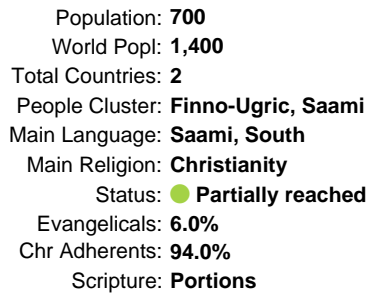 Population: 700
World Popl: 1,400
Total Countries: 2
People Cluster: Finno-Ugric, Saami
Main Language: Saami, South
Main Religion: Christianity
Status: Partially reached
Evangelicals: 6.0%
Chr Adherents: 94.0%
Scripture: Portions